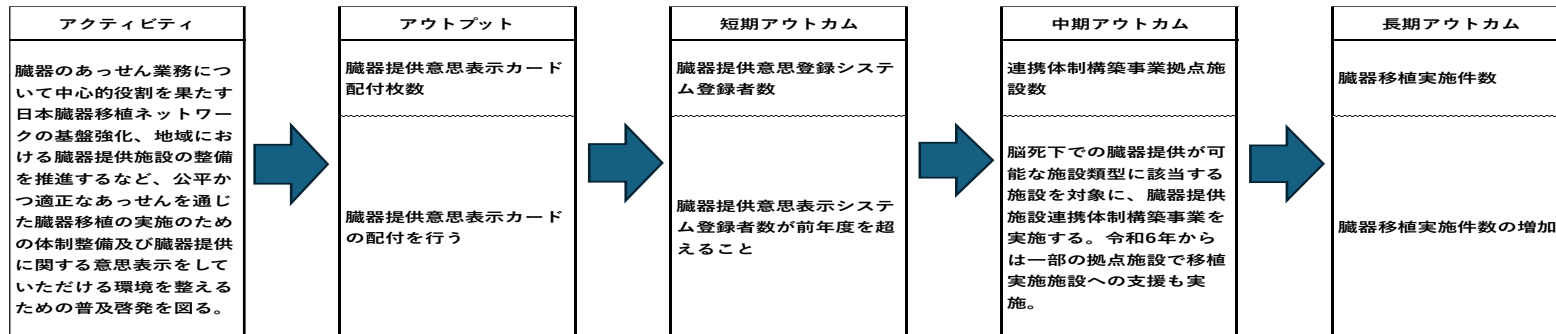 アクティビティ
臓器のあっせん業務につ
いて中心的役割を果たす
日本臓器移植ネットワー
クの基盤強化、地域にお
ける臓器提供施設の整備
を推進するなど、公平か
つ適正なあっせんを通じ
た臓器移植の実施のため
の体制整備及び臓器提供
に関する意思表示をして
いただける環境を整える
ための普及啓発を図る。
アウトプット
臓器提供意思表示カード
配付枚数
臓器提供意思表示カード
の配付を行う
短期アウトカム
臓器提供意思登録システ
ム登録者数
臓器提供意思表示システ
ム登録者数が前年度を超
えること
中期アウトカム
連携体制構築事業拠点施
設数
脳死下での臓器提供が可
能な施設類型に該当する
施設を対象に、臓器提供
施設連携体制構築事業を
実施する。令和6年から
は一部の拠点施設で移植
実施施設への支援も実
施。
長期アウトカム
臓器移植実施件数
臓器移植実施件数の増加